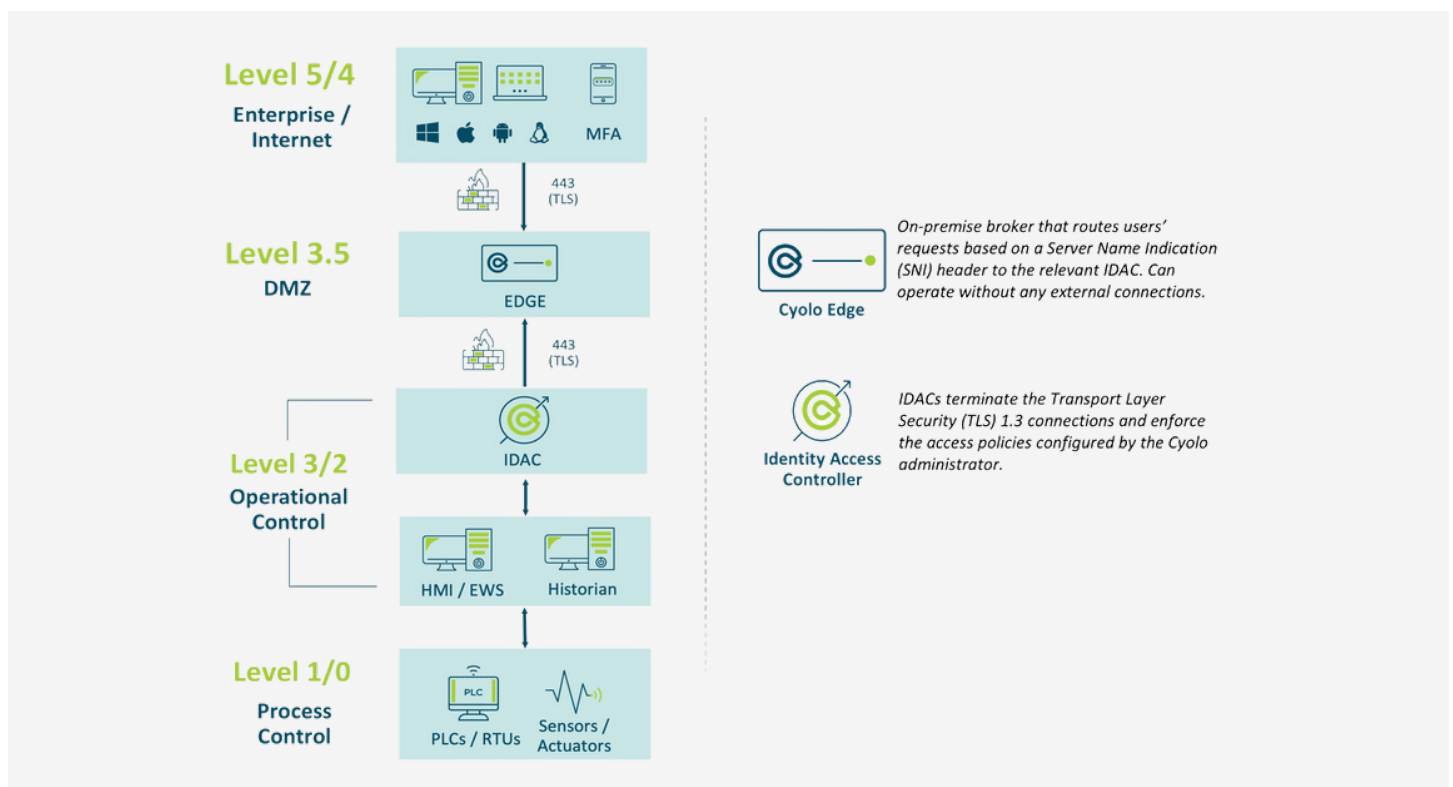 Level 5/4
Enterprise /
Internet
MFA
443
(TLS)
Level 3.5
DMZ
EDGE
443
(TLS)
IDAC
Level 3/2
Operational
Control
HMI / EWS
Historian
Level 1/0
Process
Control
PLC
PLCs / RTUs
Sensors /
Actuators
On-premise broker that routes users’
requests based on a Server Name Indication
(SNI) header to the relevant IDAC. Can
operate without any external connections.
Cyolo Edge
IDACs terminate the Transport Layer
Security (TLS) 1.3 connections and enforce
the access policies configured by the Cyolo
administrator.
Identity Access
Controller